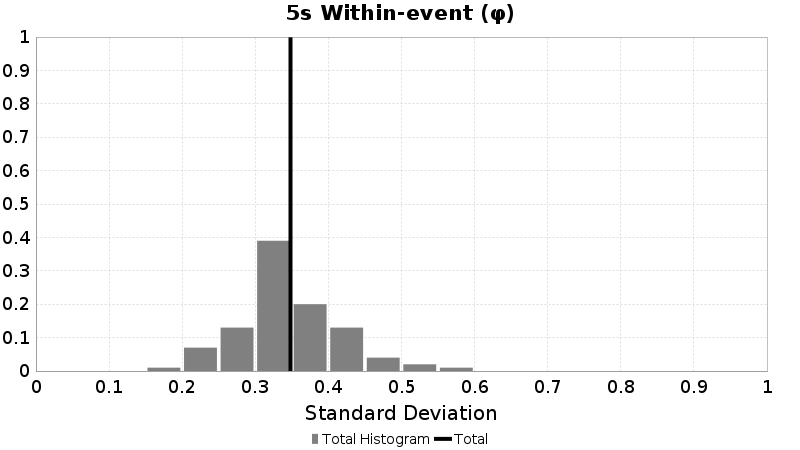 5s Within-event (φ)
1
0.9
0.8
0.7
0.6
0.5
0.4
0.3
0.2
0.1
0
0 0.1 0.2 0.3 0.4 0.5 0.6 0.7 0.8 0.9 1
Standard Deviation
Total Histogram Total